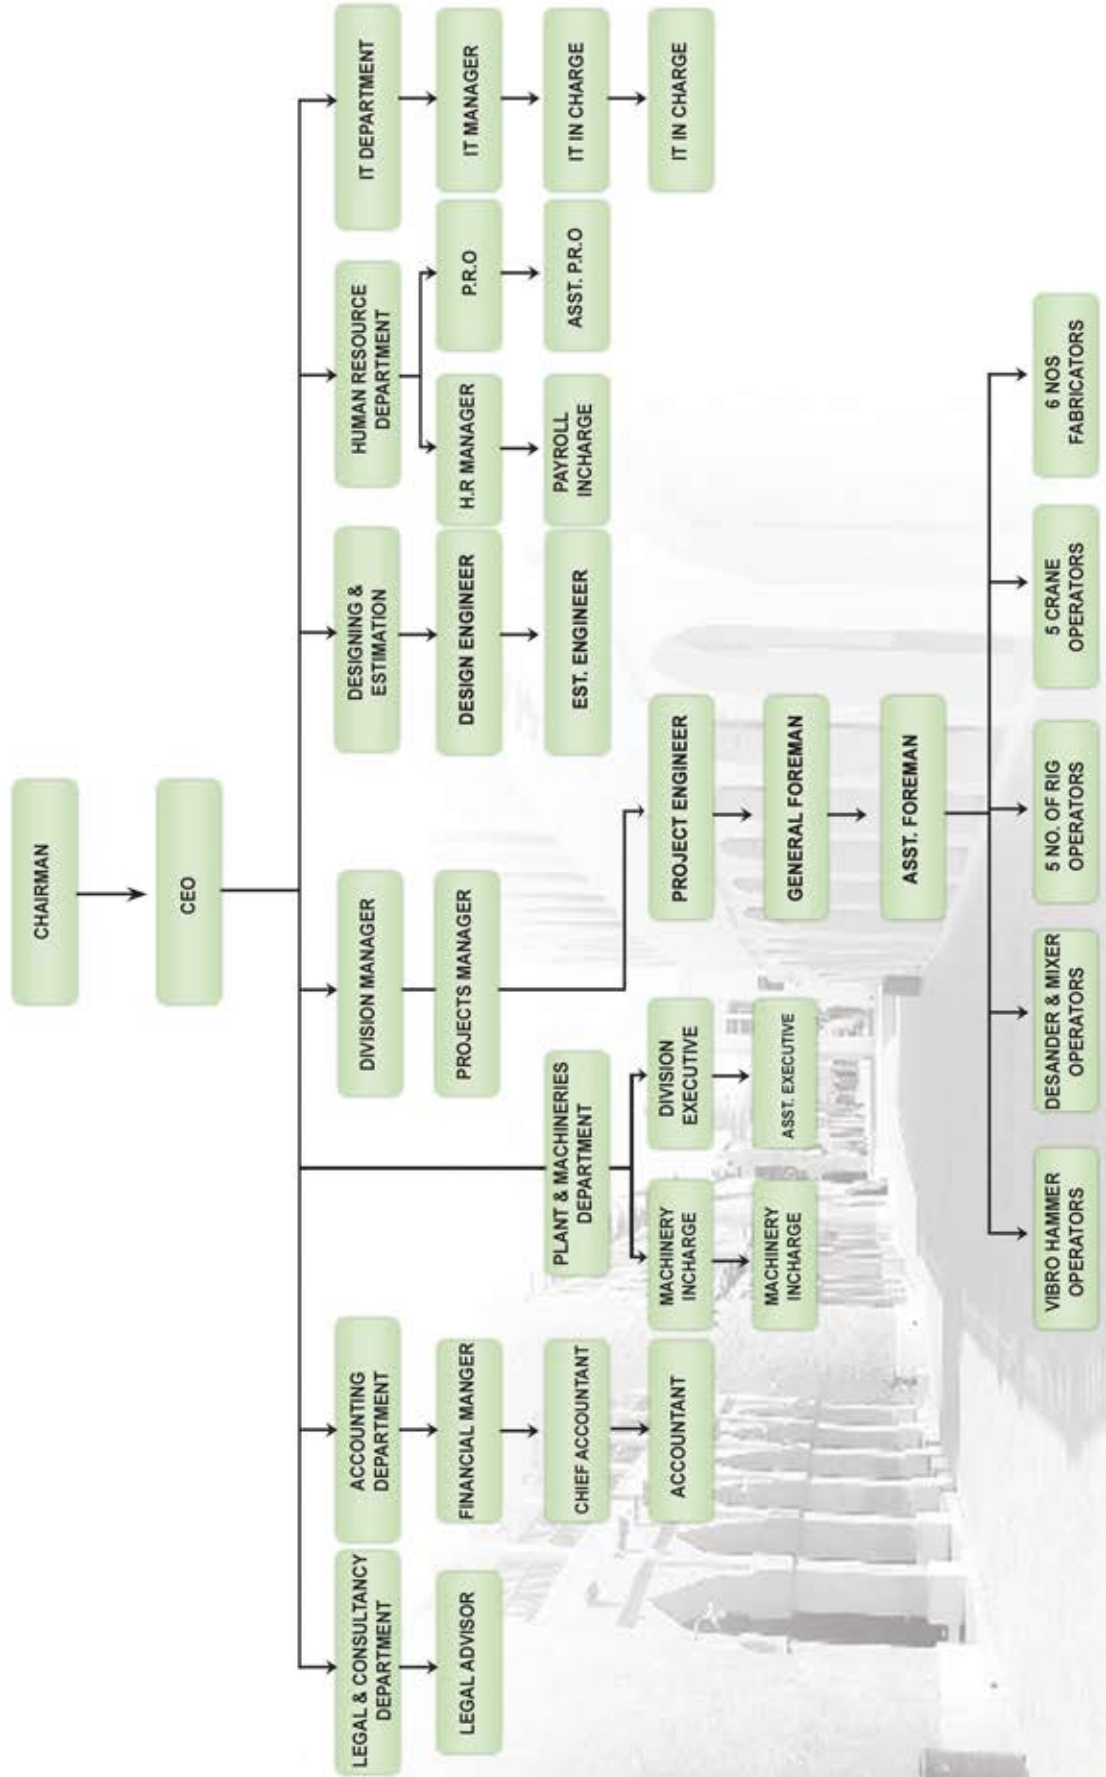 CHAIRMAN
CEO
LEGAL & CONSULTANCY
DEPARTMENT
ACCOUNTING
DEPARTMENT
DIVISION MANAGER
DESIGNING &
ESTIMATION
HUMAN RESOURCE
DEPARTMENT
IT DEPARTMENT
LEGAL ADVISOR
FINANCIAL MANGER
PROJECTS MANAGER
DESIGN ENGINEER
H.R MANAGER
P.R.O
IT MANAGER
CHIEF ACCOUNTANT
PLANT & MACHINERIES
DEPARTMENT
EST. ENGINEER
PAYROLL
INCHARGE
ASST. P.R.O
IT IN CHARGE
ACCOUNTANT
MACHINERY
INCHARGE
DIVISION
EXECUTIVE
PROJECT ENGINEER
IT IN CHARGE
MACHINERY
INCHARGE
ASST. EXECUTIVE
GENERAL FOREMAN
ASST. FOREMAN
VIBRO HAMMER
OPERATORS
DESANDER & MIXER
OPERATORS
5 NO. OF RIG
OPERATORS
5 CRANE
OPERATORS
6 NOS
FABRICATORS